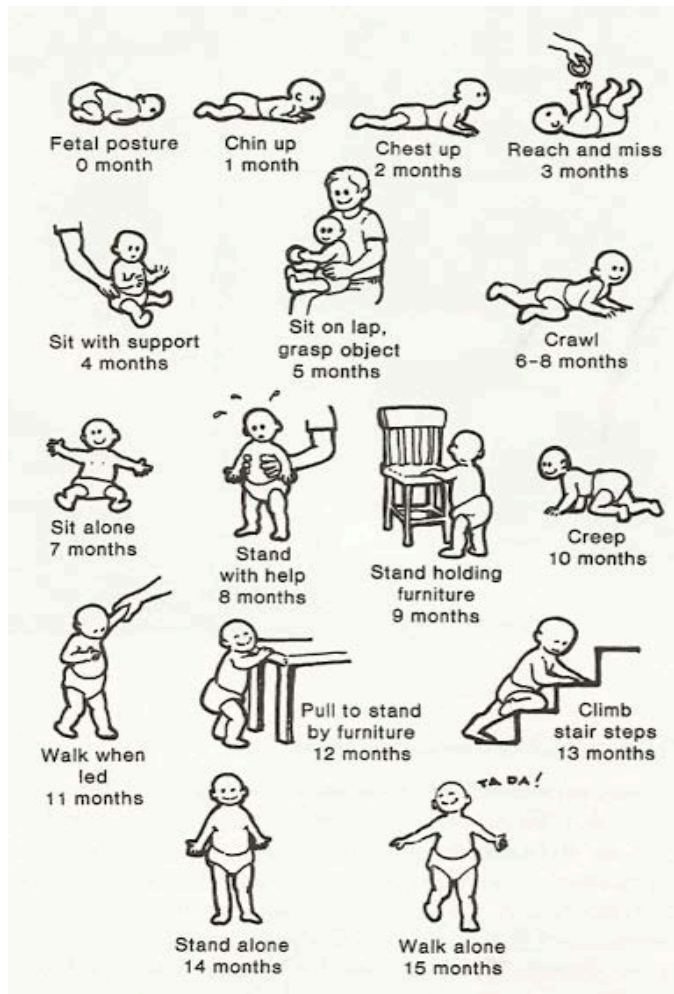 Fetal posture
0 month
Chin up
1 month
Chest up
2 months
Reach and miss
3 months
Sit with support
4 months
Sit on lap,
grasp object
5 months
Crawl
6-8 months
Sit alone
7 months
Stand
with help
8 months
Stand holding
furniture
9 months
Creep
10 months
Walk when
led
11 months
Pull to stand
by furniture
12 months
Climb
stair steps
13 months
Stand alone
14 months
TA DA!
Walk alone
15 months